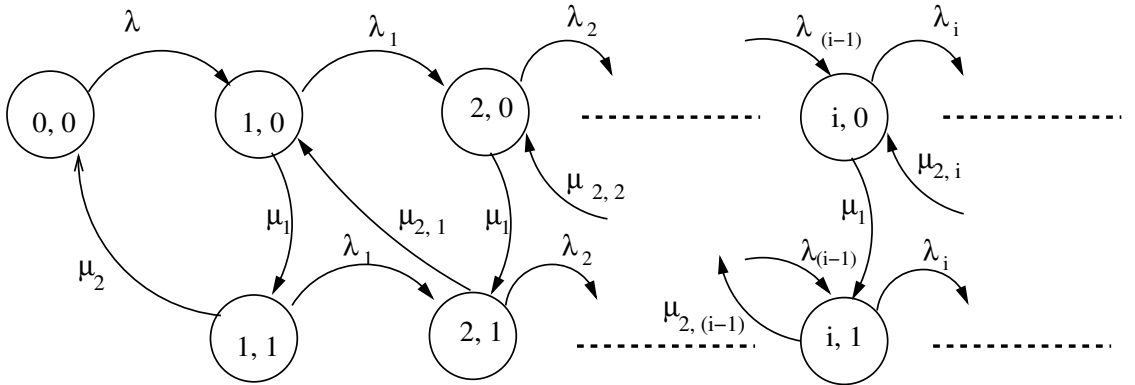 λ λ1 λ2 λ(i−1) λi
0, 0 1, 0 2, 0 i, 0
μ2, 2 μ2, i
μ1 μ2, 1 μ1 μ1
μ2 λ1 λ2 λ(i−1) λi
μ2, (i−1)
1, 1 2, 1 i, 1